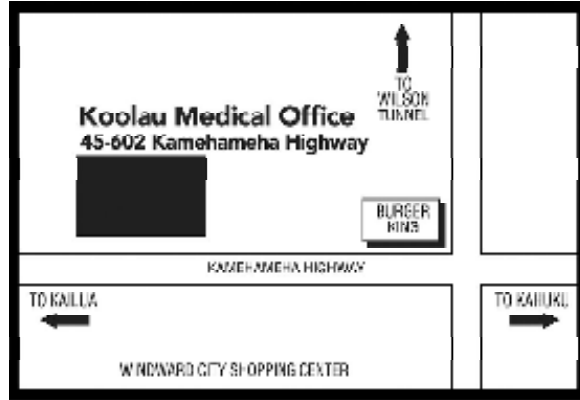 TO
WILSON
TUNNEL
Koolau Medical Office
45-602 Kamehameha Highway
BURGER
KING
KAMEHAMEHA HIGHWAY
TO KAILUA
TO KAHUKU
WINDWARD CITY SHOPPING CENTER